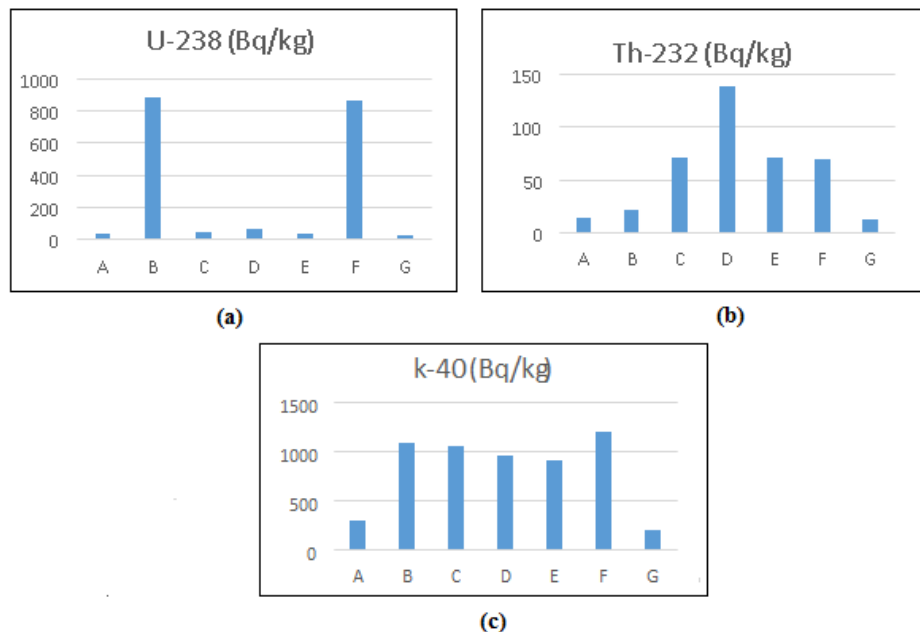 U-238 (Bq/kg)
1000
800
600
400
200
0
A B C D E F G
(a)
Th-232 (Bq/kg)
150
100
50
0
A B C D E F G
(b)
k-40 (Bq/kg)
1500
1000
500
0
A B C D E F G
(c)